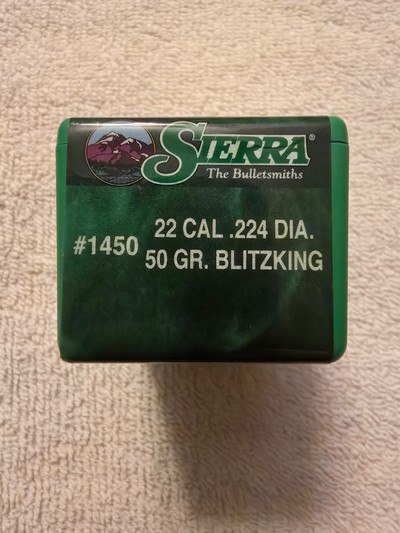 SIERRA®
The Bulletsmiths
#1450
22 CAL .224 DIA.
50 GR. BLITZKING